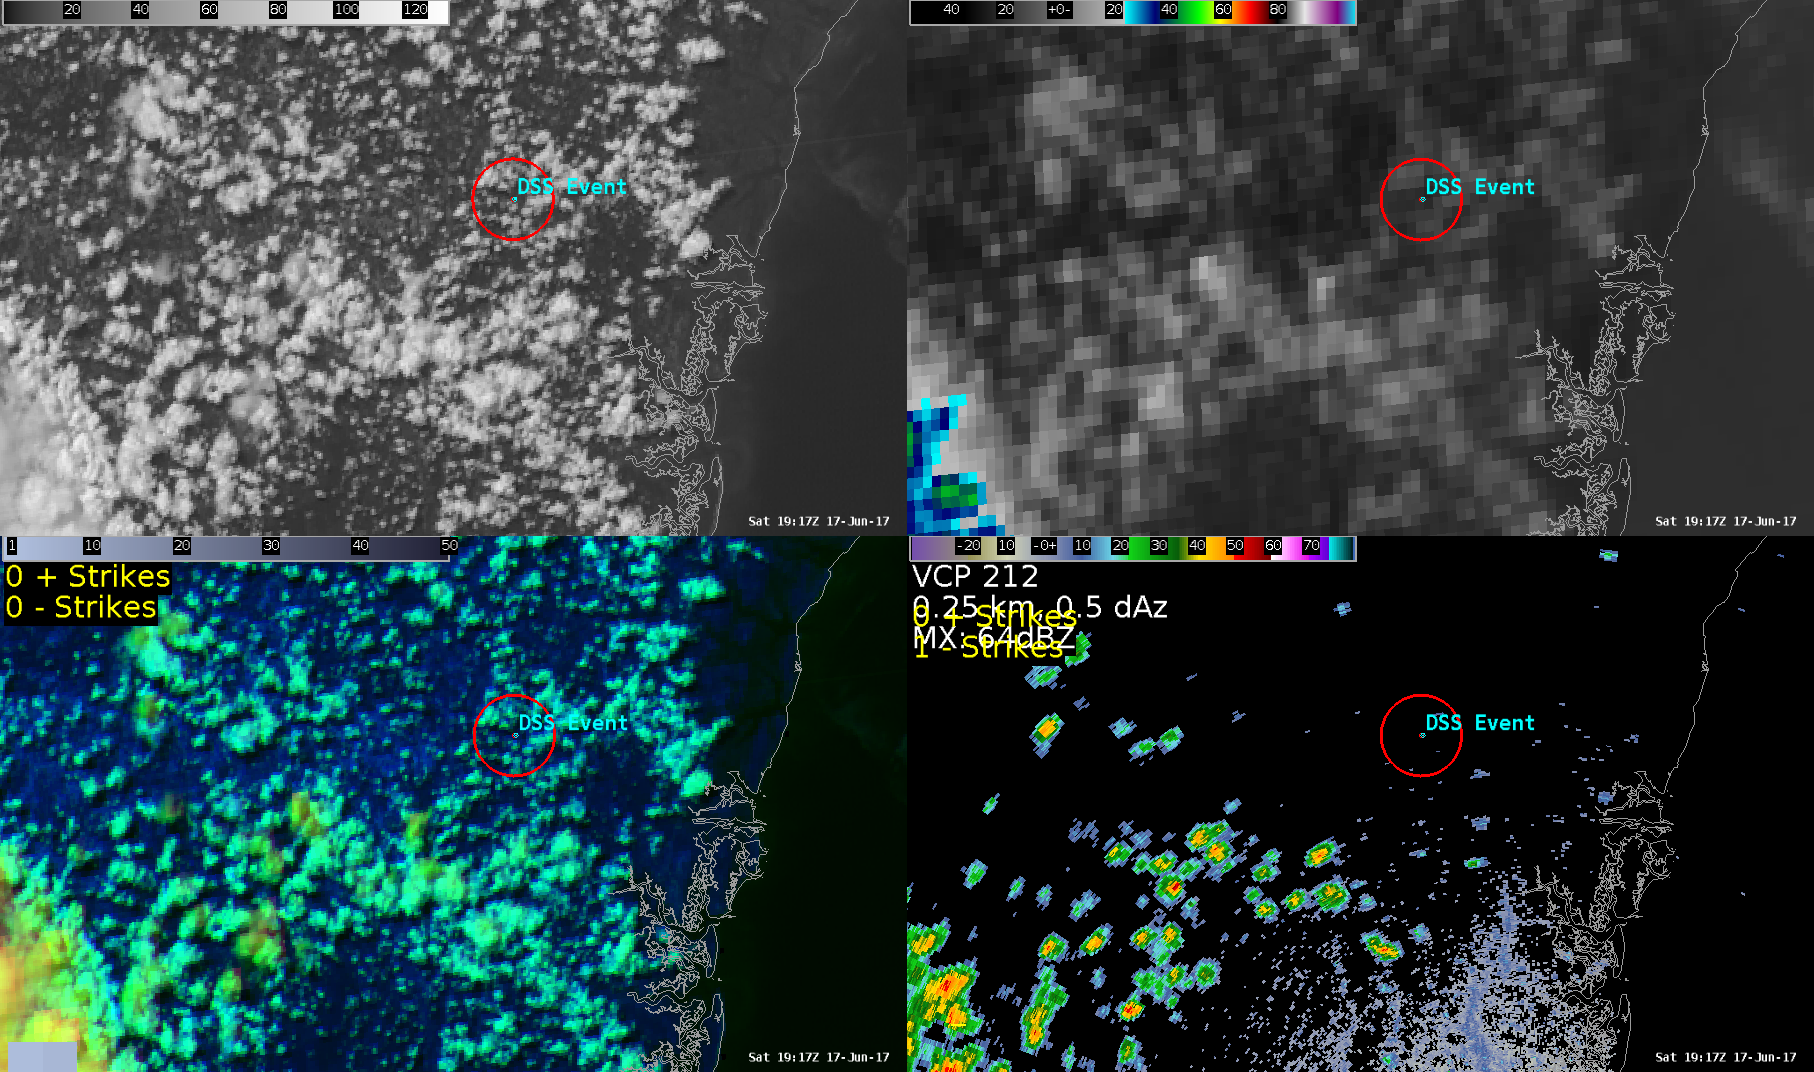 20 40 60 80 100 120
DSS Event
Sat 19:17Z 17-Jun-17
40 20 +0- 20 40 60 80
DSS Event
Sat 19:17Z 17-Jun-17
1 10 20 30 40 50
0 + Strikes
0 - Strikes
DSS Event
Sat 19:17Z 17-Jun-17
-20 10 -0+ 10 20 30 40 50 60 70
VCP 212
0.25 km 0.5 dAz
0 + Strikes
MX: 64dBZ
1 - Strikes
DSS Event
Sat 19:17Z 17-Jun-17